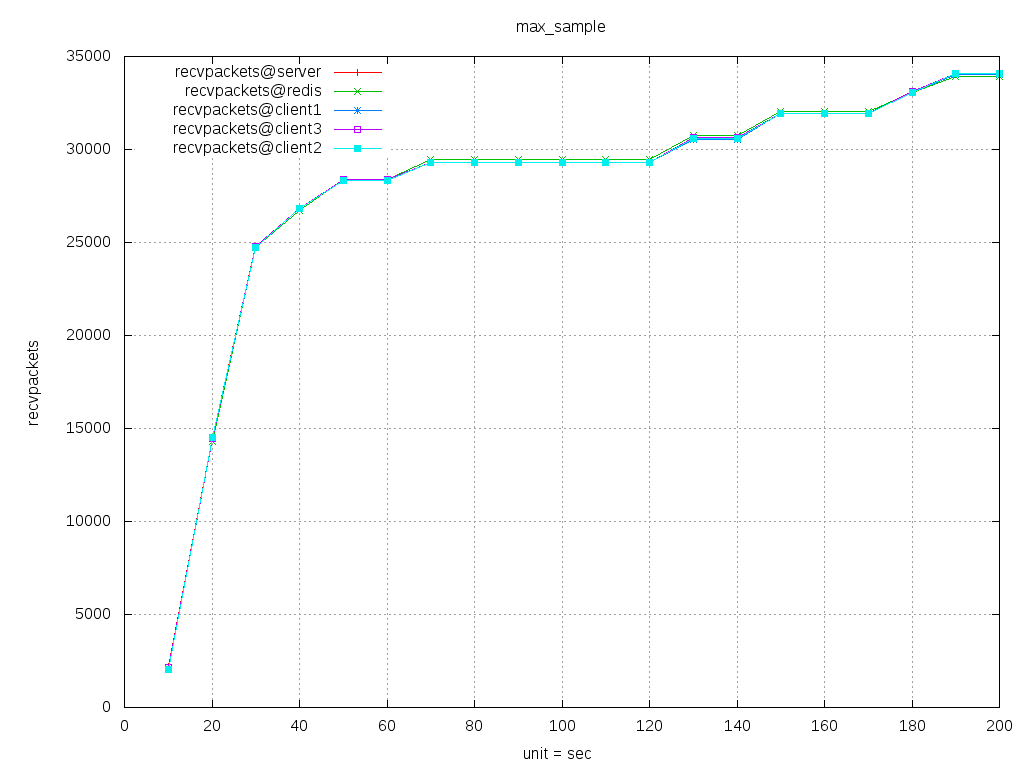 max_sample
35000
30000
25000
20000
15000
10000
5000
0
recvpackets
recvpackets@server
recvpackets@redis
recvpackets@client1
recvpackets@client3
recvpackets@client2
0 20 40 60 80 100 120 140 160 180 200
unit = sec